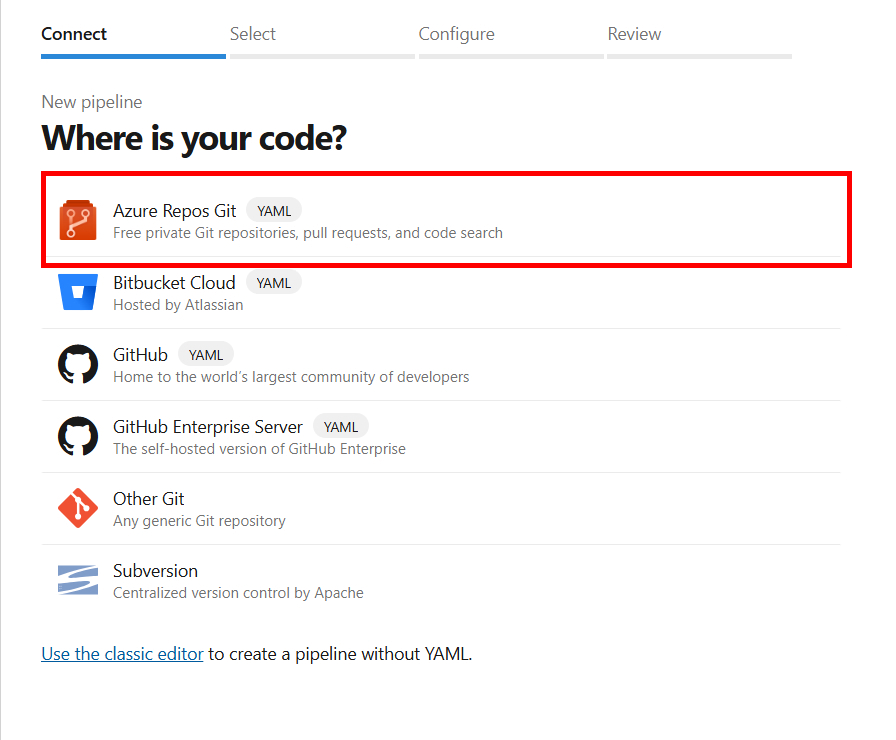 Connect Select Configure Review
New pipeline
Where is your code?
Azure Repos Git YAML
Free private Git repositories, pull requests, and code search
Bitbucket Cloud YAML
Hosted by Atlassian
GitHub YAML
Home to the world’s largest community of developers
GitHub Enterprise Server YAML
The self-hosted version of GitHub Enterprise
Other Git
Any generic Git repository
Subversion
Centralized version control by Apache
Use the classic editor to create a pipeline without YAML.